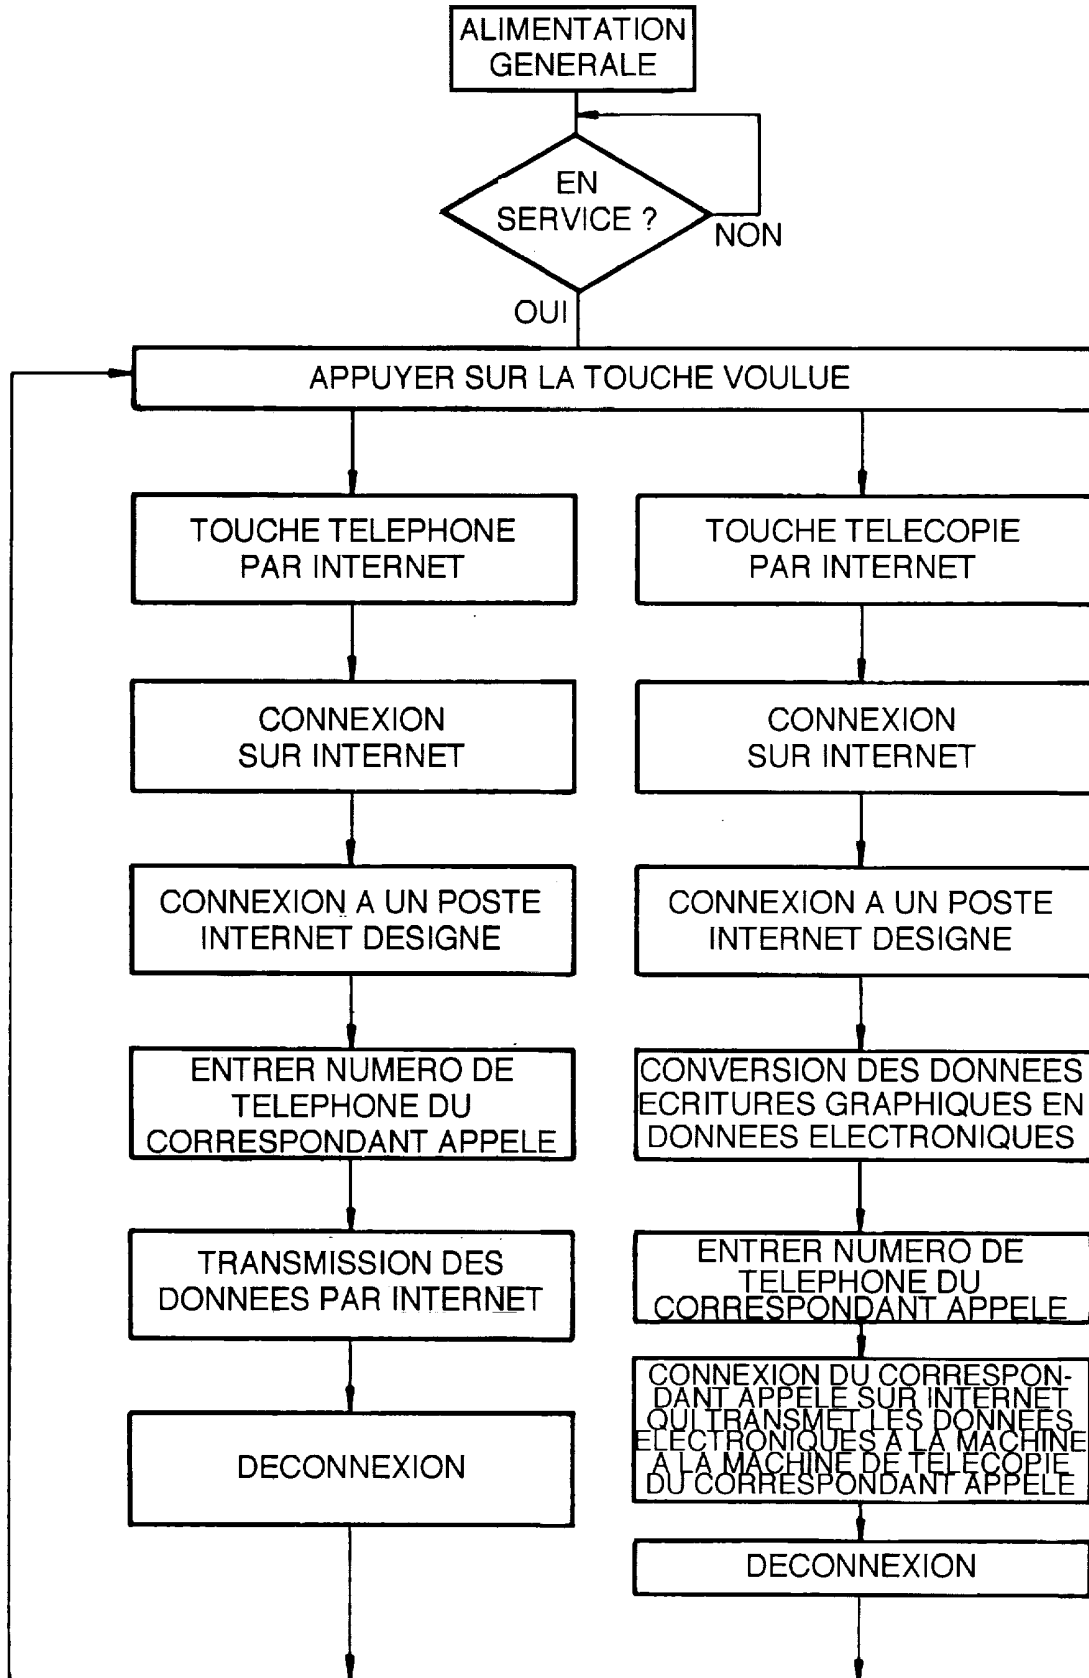 ALIMENTATION
GENERALE
EN
SERVICE ?
NON
OUI
APPUYER SUR LA TOUCHE VOULUE
TOUCHE TELEPHONE
PAR INTERNET
CONNEXION
SUR INTERNET
CONNEXION A UN POSTE
INTERNET DESIGNE
ENTRER NUMERO DE
TELEPHONE DU
CORRESPONDANT APPELE
TRANSMISSION DES
DONNEES PAR INTERNET
DECONNEXION
TOUCHE TELECOPIE
PAR INTERNET
CONNEXION
SUR INTERNET
CONNEXION A UN POSTE
INTERNET DESIGNE
CONVERSION DES DONNEES
ECRITURES GRAPHIQUES EN
DONNEES ELECTRONIQUES
ENTRER NUMERO DE
TELEPHONE DU
CORRESPONDANT APPELE
CONNEXION DU CORRESPON-
DANT APPELE SUR INTERNET
QUI TRANSMET LES DONNEES
ELECTRONIQUES A LA MACHINE
A LA MACHINE DE TELECOPIE
DU CORRESPONDANT APPELE
DECONNEXION